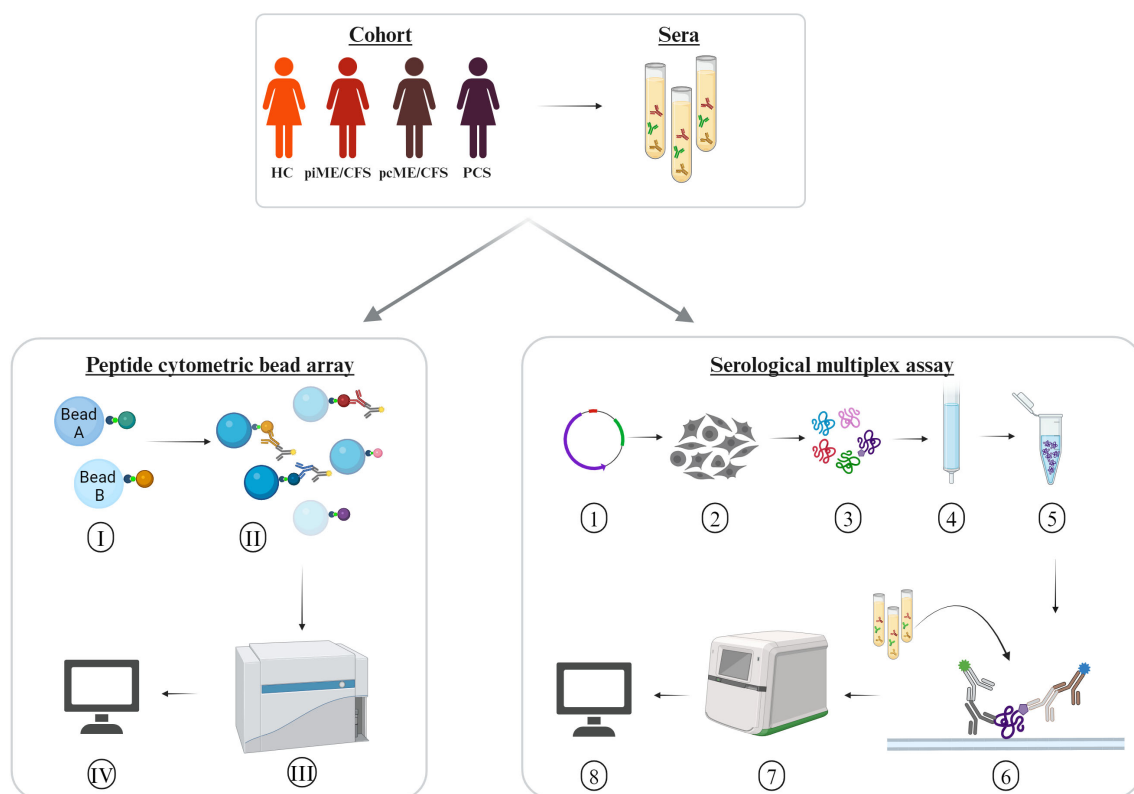 Cohort
Sera
HC piME/CFS pcME/CFS PCS
Peptide cytometric bead array
Bead
A
Bead
B
I
II
III
IV
Serological multiplex assay
1
2
3
4
5
6
7
8